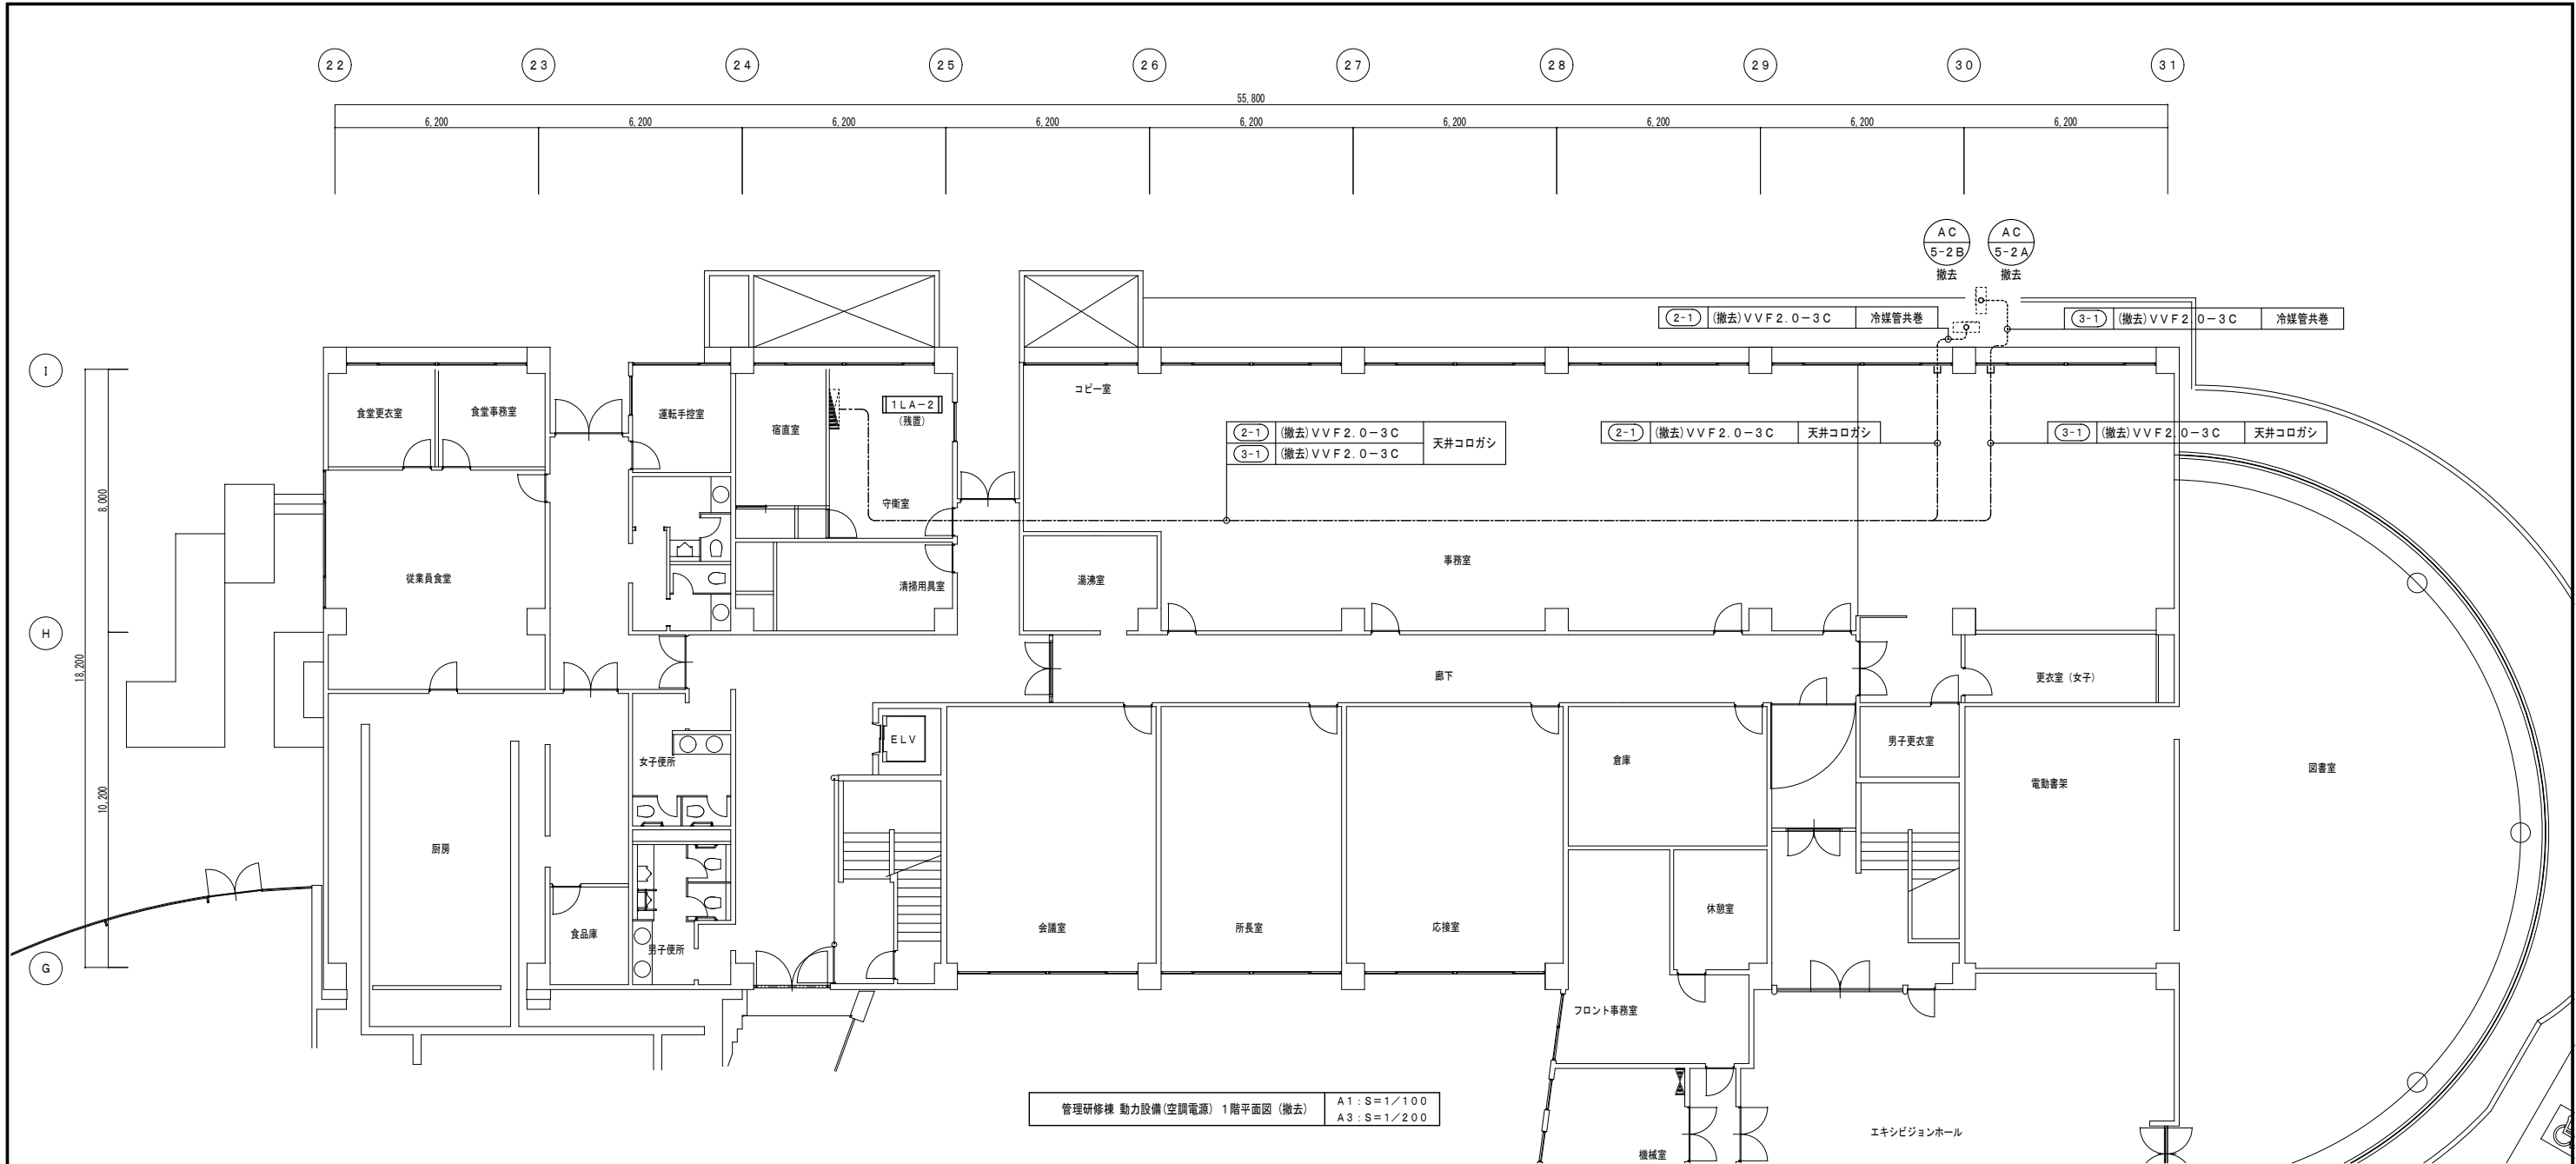 22 23 24 25 26 27 28 29 30 31
55,800
6,200 6,200 6,200 6,200 6,200 6,200 6,200 6,200 6,200
AC 5-2B 撤去
AC 5-2A 撤去
2-1 (撤去)VVF2.0-3C 冷媒管共巻
3-1 (撤去)VVF2.0-3C 冷媒管共巻
I
コピー室
食堂更衣室
食堂事務室
運転手控室
宿直室
1LA-2
(残置)
2-1 (撤去)VVF2.0-3C
3-1 (撤去)VVF2.0-3C
天井コロガシ
2-1 (撤去)VVF2.0-3C 天井コロガシ
3-1 (撤去)VVF2.0-3C 天井コロガシ
8,000
守衛室
事務室
従業員食堂
清掃用具室
湯沸室
H
18,200
廊下
更衣室(女子)
ELV
男子更衣室
女子便所
倉庫
図書室
電動書架
10,200
厨房
休憩室
会議室
所長室
応接室
食品庫
男子便所
G
フロント事務室
管理研修棟 動力設備(空調電源) 1階平面図 (撤去)
A1:S=1/100
A3:S=1/200
エキシビジョンホール
機械室